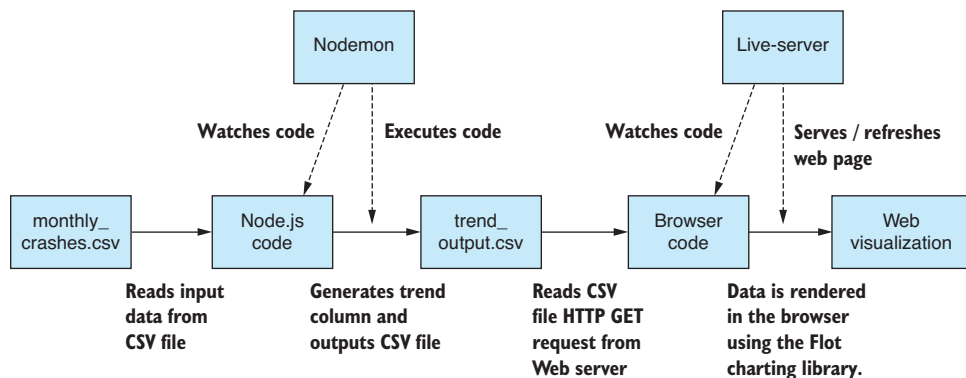 Nodemon
Live-server
Watches code
Executes code
Watches code
Serves / refreshes
web page
monthly_
crashes.csv
Node.js
code
trend_
output.csv
Browser
code
Web
visualization
Reads input
data from
CSV file
Generates trend
column and
outputs CSV file
Reads CSV
file HTTP GET
request from
Web server
Data is rendered
in the browser
using the Flot
charting library.